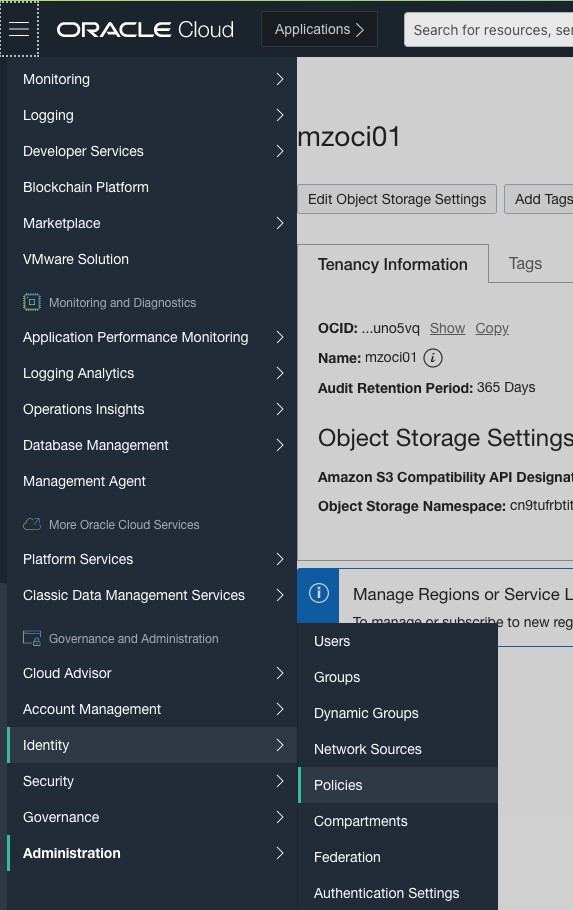 ORACLE Cloud
Applications
Search for resources,
Monitoring
Logging
Developer Services
Blockchain Platform
Marketplace
VMware Solution
Monitoring and Diagnostics
Application Performance Monitoring
Logging Analytics
Operations Insights
Database Management
Management Agent
More Oracle Cloud Services
Platform Services
Classic Data Management Services
Governance and Administration
Cloud Advisor
Account Management
Identity
Security
Governance
Administration
mzoci01
Edit Object Storage Settings
Add Tags
Tenancy Information
Tags
OCID: ...uno5vq Show Copy
Name: mzoci01
Audit Retention Period: 365 Days
Object Storage Settings
Amazon S3 Compatibility API
Object Storage Namespace:
Manage Regions or Service
To manage or subscribe to new
Users
Groups
Dynamic Groups
Network Sources
Policies
Compartments
Federation
Authentication Settings